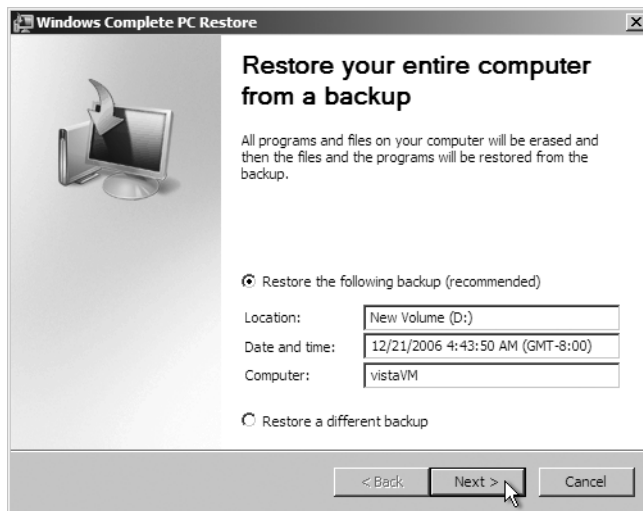 Windows Complete PC Restore
Restore your entire computer
from a backup
All programs and files on your computer will be erased and
then the files and the programs will be restored from the
backup.
Restore the following backup (recommended)
Location: New Volume (D:)
Date and time: 12/21/2006 4:43:50 AM (GMT-8:00)
Computer: vistaVM
Restore a different backup
< Back Next > Cancel